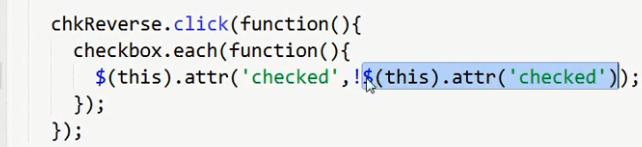 chkReverse.click(function(){
checkbox.each(function(){
$(this).attr('checked',!$(this).attr('checked'));
});
});